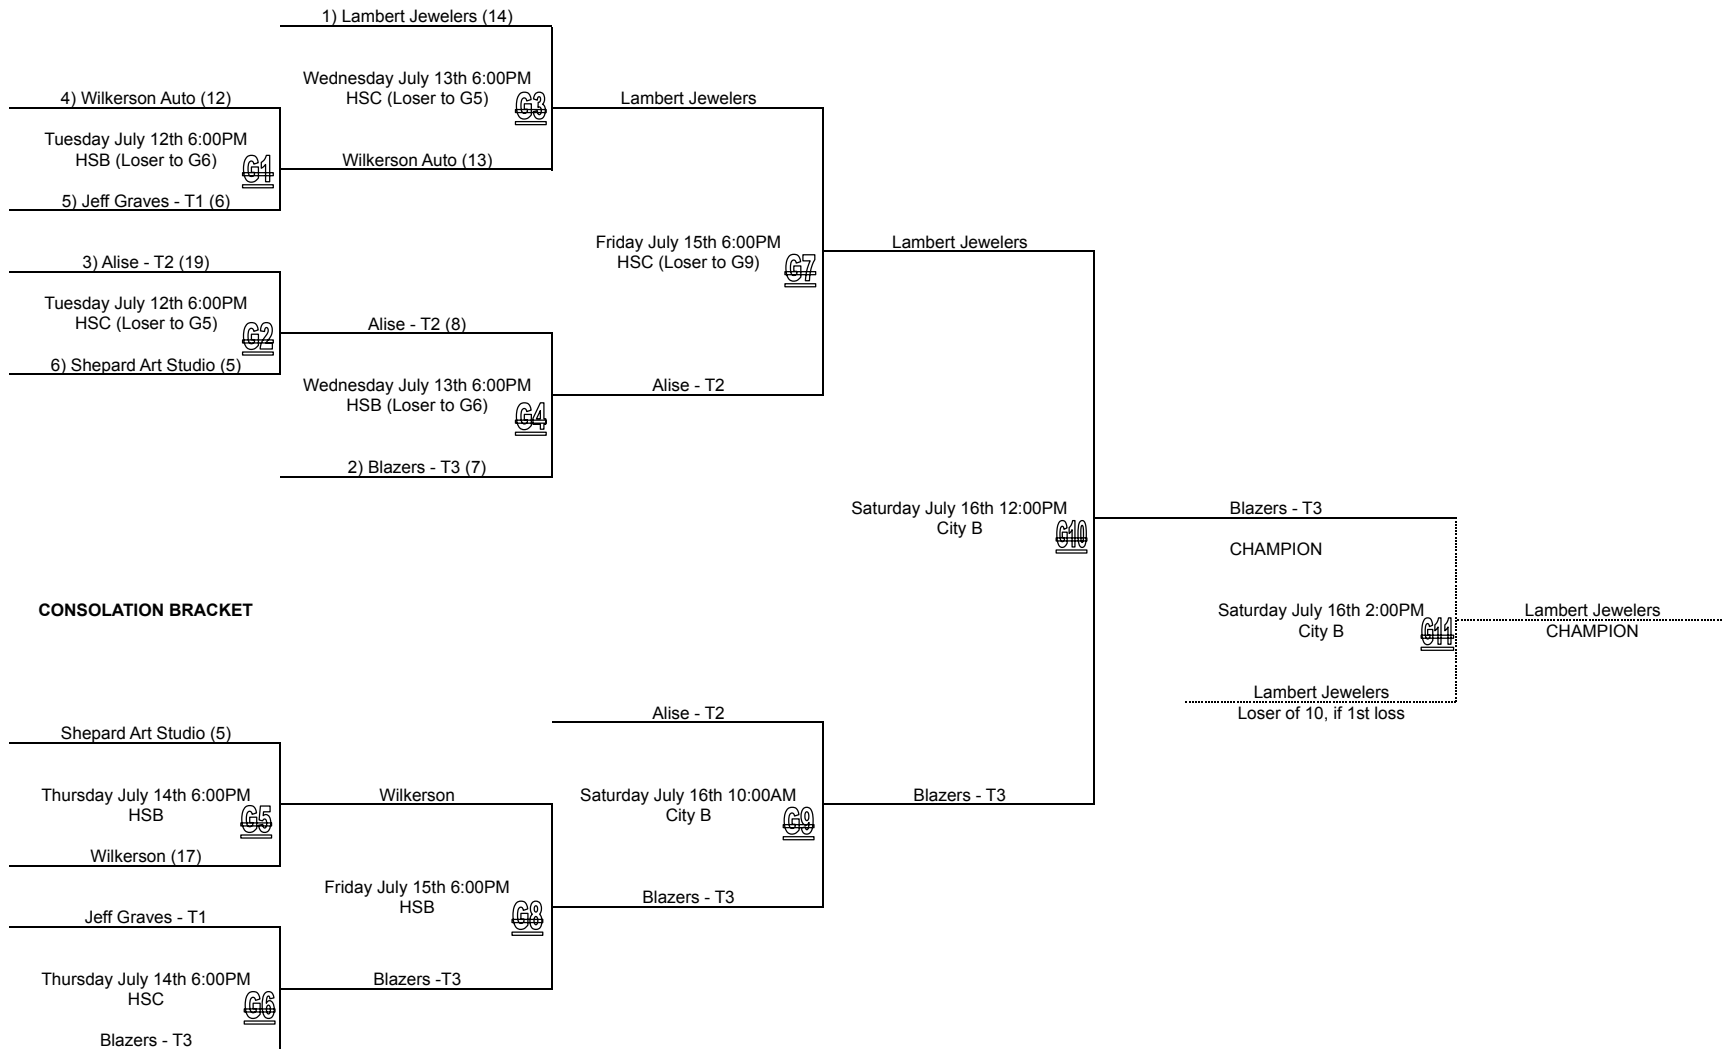 1) Lambert Jewelers (14)
Wednesday July 13th 6:00PM
HSC (Loser to G5)
G3
4) Wilkerson Auto (12)
Lambert Jewelers
Tuesday July 12th 6:00PM
HSB (Loser to G6)
G1
Wilkerson Auto (13)
5) Jeff Graves - T1 (6)
Friday July 15th 6:00PM
HSC (Loser to G9)
G7
Lambert Jewelers
3) Alise - T2 (19)
Tuesday July 12th 6:00PM
HSC (Loser to G5)
G2
Alise - T2 (8)
6) Shepard Art Studio (5)
Wednesday July 13th 6:00PM
HSB (Loser to G6)
G4
Alise - T2
2) Blazers - T3 (7)
Saturday July 16th 12:00PM
City B
G10
Blazers - T3
CHAMPION
CONSOLATION BRACKET
Saturday July 16th 2:00PM
City B
G11
Lambert Jewelers
CHAMPION
Lambert Jewelers
Loser of 10, if 1st loss
Alise - T2
Shepard Art Studio (5)
Thursday July 14th 6:00PM
HSB
G5
Wilkerson
Saturday July 16th 10:00AM
City B
G9
Blazers - T3
Wilkerson (17)
Friday July 15th 6:00PM
HSB
G8
Blazers - T3
Jeff Graves - T1
Thursday July 14th 6:00PM
HSC
G6
Blazers -T3
Blazers - T3